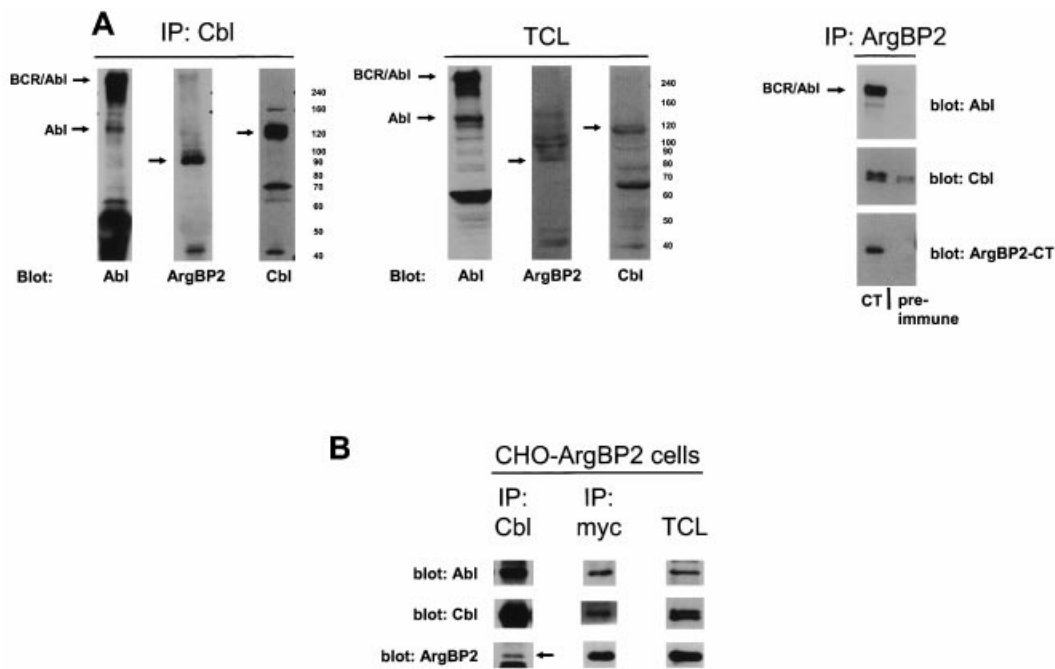 A
IP: Cbl
TCL
IP: ArgBP2
BCR/Abl
Abl
240
160
120
100
90
80
70
60
50
40
Blot:
Abl
ArgBP2
Cbl
BCR/Abl
Abl
240
160
120
100
90
80
70
60
50
40
Blot:
Abl
ArgBP2
Cbl
BCR/Abl
blot: Abl
blot: Cbl
blot: ArgBP2-CT
CT
pre-
immune
B
CHO-ArgBP2 cells
IP:
Cbl
IP:
myc
TCL
blot: Abl
blot: Cbl
blot: ArgBP2